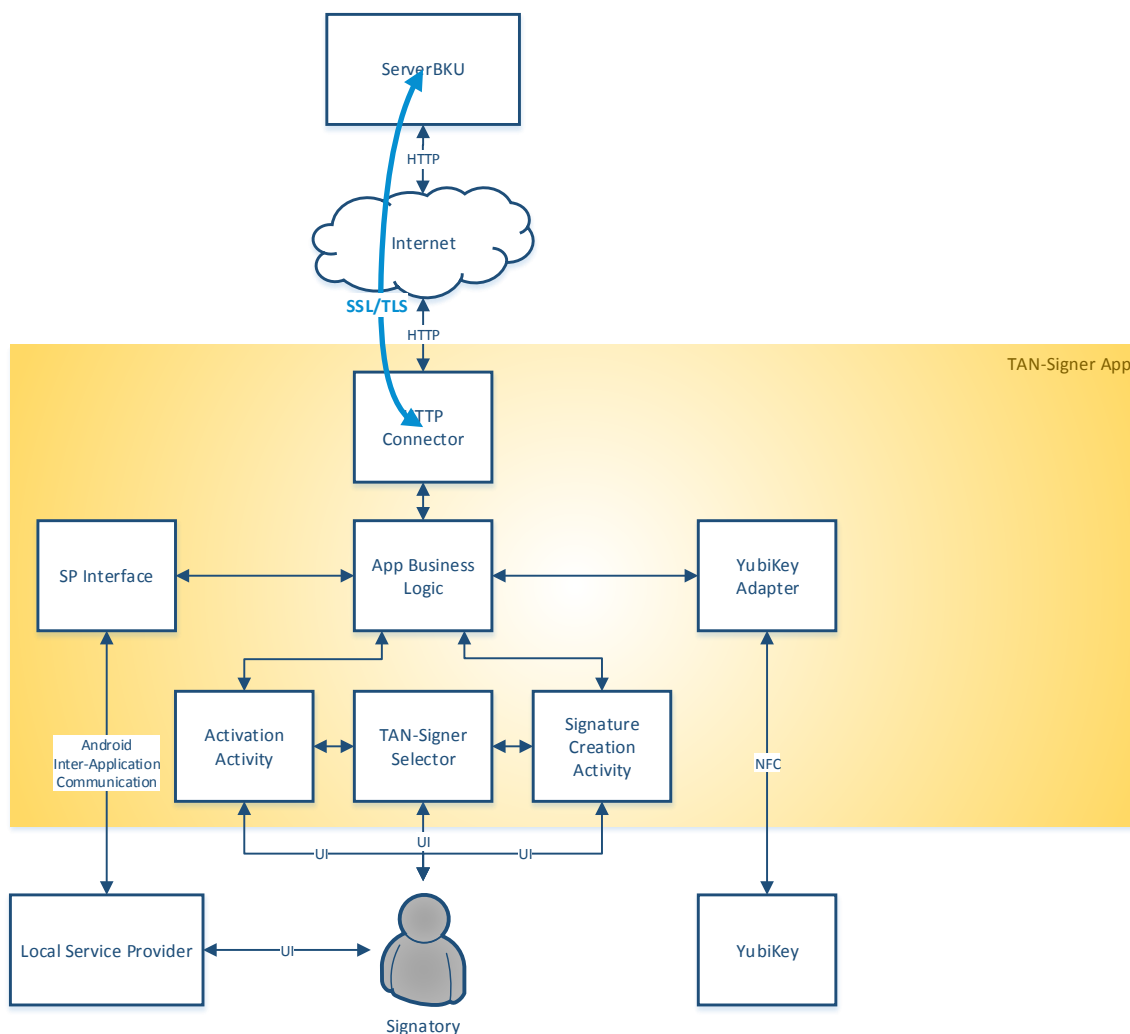 ServerBKU
HTTP
Internet
SSL/TLS
HTTP
TAN-Signer App
TTP
Connector
SP Interface
App Business
Logic
YubiKey
Adapter
Activation
Activity
TAN-Signer
Selector
Signature
Creation
Activity
Android
Inter-Application
Communication
NFC
UI
UI
UI
Local Service Provider
UI
YubiKey
Signatory